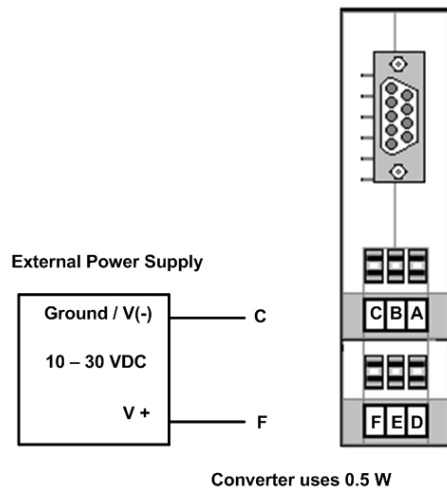 External Power Supply
Ground / V(-)
C
10 – 30 VDC
V +
F
C B A
F E D
Converter uses 0.5 W